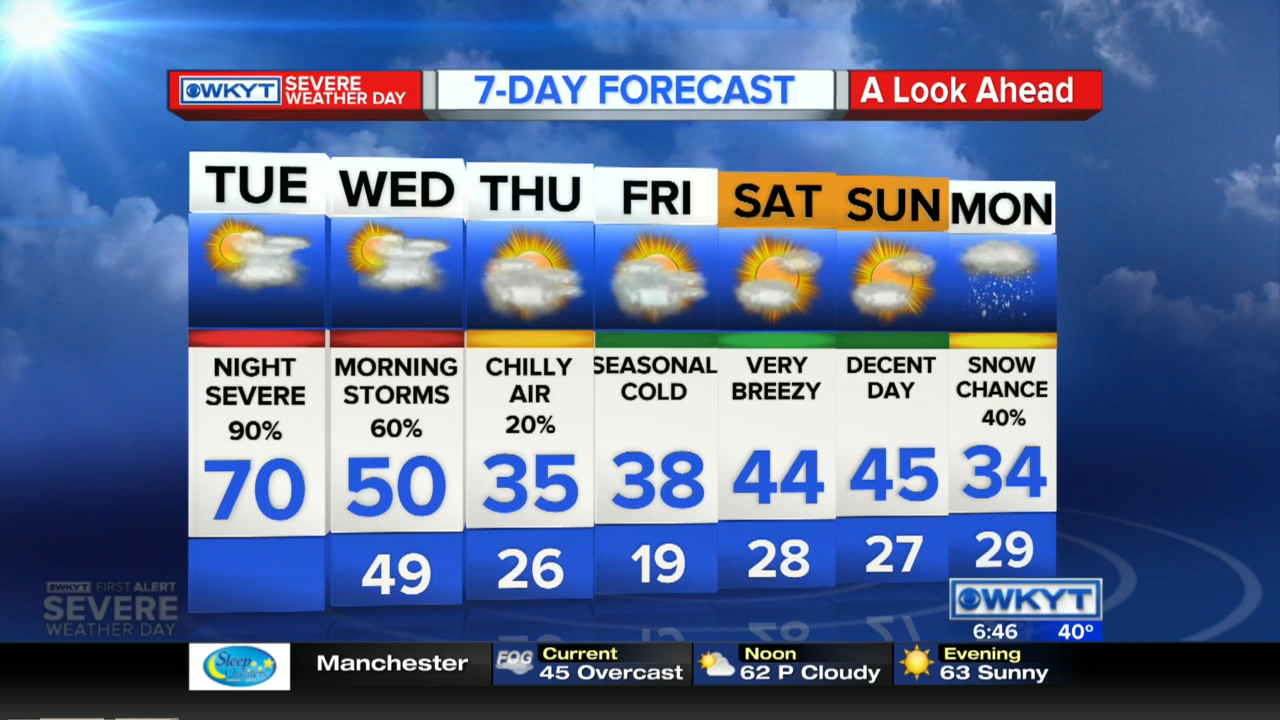 WKYT SEVERE WEATHER DAY
7-DAY FORECAST
A Look Ahead
TUE WED THU FRI SAT SUN MON
NIGHT SEVERE 90%
70
MORNING STORMS 60%
50
49
CHILLY AIR 20%
35
26
SEASONAL COLD
38
19
VERY BREEZY
44
28
DECENT DAY
45
27
SNOW CHANCE 40%
34
29
WKYT FIRST ALERT
SEVERE
WEATHER DAY
WKYT
6:46 40°
Sleep Outfitters
Manchester
FOG
Current
45 Overcast
Noon
62 P Cloudy
Evening
63 Sunny